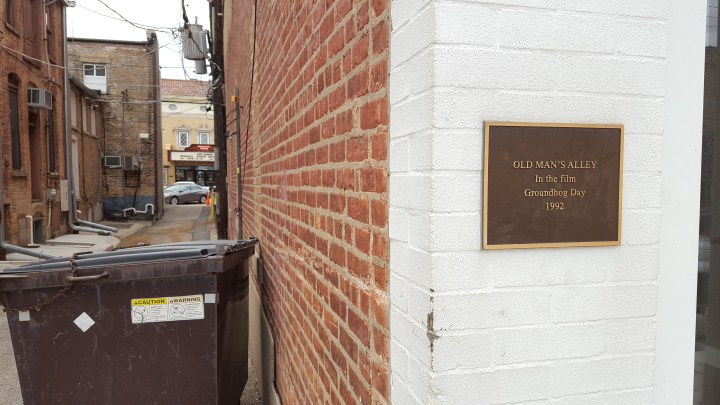 OLD MAN'S ALLEY
In the film
Groundhog Day
1992
CAUTION
WARNING